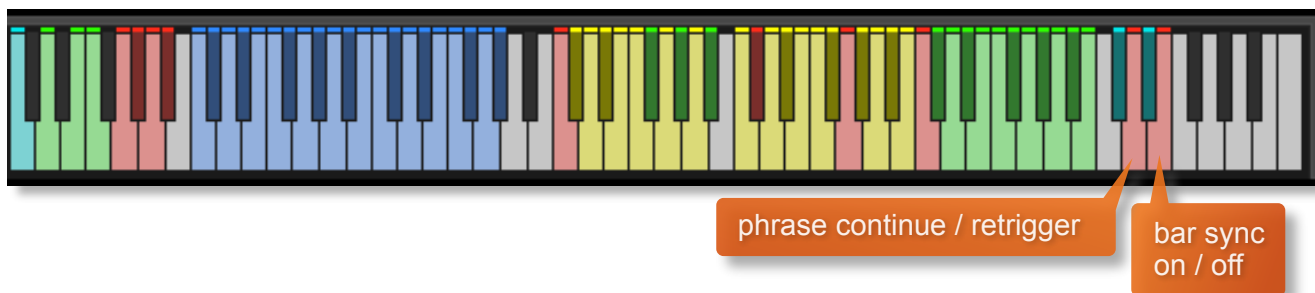 phrase continue / retrigger
bar sync
on / off